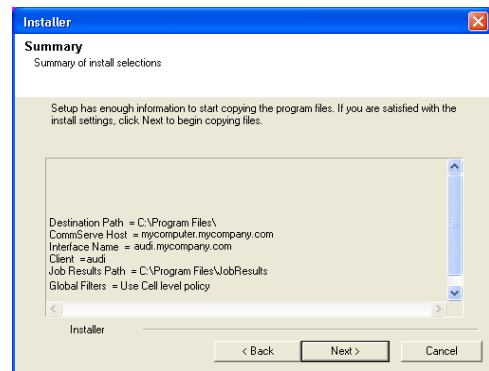 Installer
Summary
Summary of install selections
Setup has enough information to start copying the program files. If you are satisfied with the
install settings, click Next to begin copying files.
Destination Path = C:\Program Files\
CommServe Host = mycomputer.mycompany.com
Interface Name = audi.mycompany.com
Client =audi
Job Results Path = C:\Program Files\JobResults
Global Filters = Use Cell level policy
Installer
< Back Next > Cancel